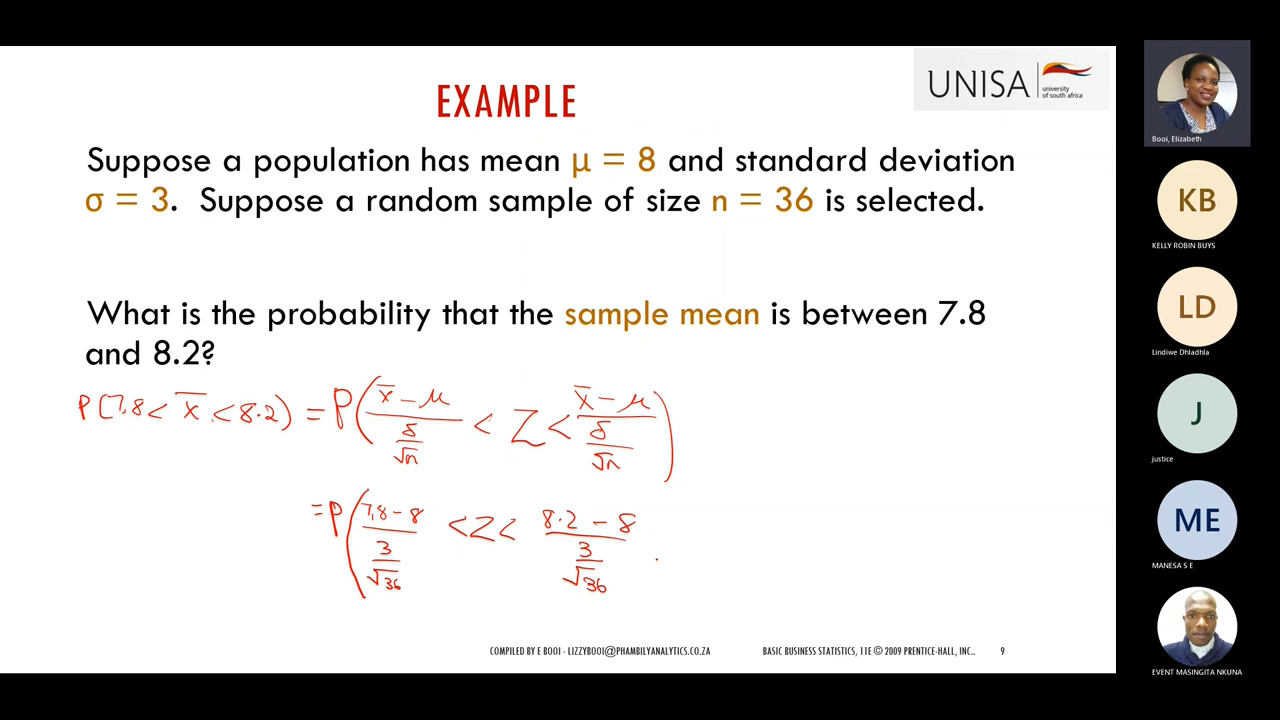 EXAMPLE
UNISA university of south africa
Suppose a population has mean μ = 8 and standard deviation
σ = 3. Suppose a random sample of size n = 36 is selected.
What is the probability that the sample mean is between 7.8
and 8.2?
P(7,8 < x̄ < 8.2) = P( (x̄ − μ)/(σ/√n) < Z < (x̄ − μ)/(σ/√n) )
= P( (7,8 − 8)/(3/√36) < Z < (8.2 − 8)/(3/√36)
COMPILED BY E BOOI - LIZZYBOOI@PHAMBILYANALYTICS.CO.ZA
BASIC BUSINESS STATISTICS, 11E © 2009 PRENTICE-HALL, INC..
9
Booi, Elizabeth
KB
KELLY ROBIN BUYS
LD
Lindiwe Dhladhla
J
justice
ME
MANESA S E
EVENT MASINGITA NKUNA